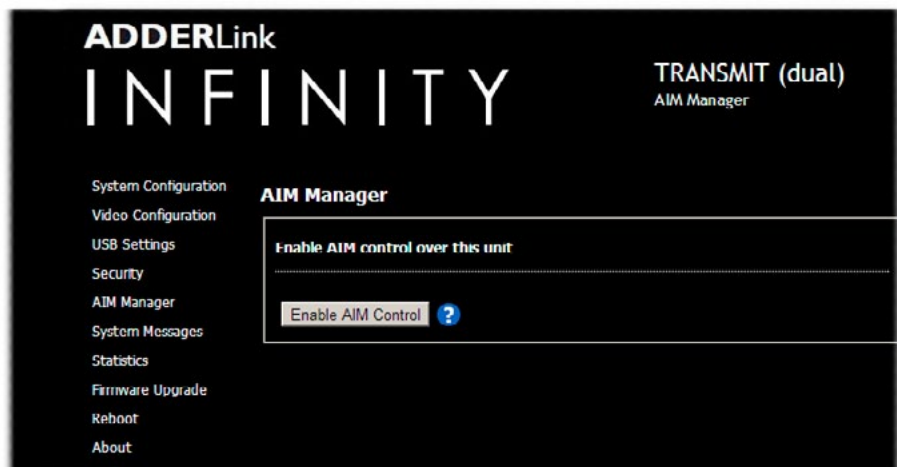 ADDERLink
INFINITY
TRANSMIT (dual)
AIM Manager
System Configuration
Video Configuration
USB Settings
Security
AIM Manager
System Messages
Statistics
Firmware Upgrade
Reboot
About
AIM Manager
Enable AIM control over this unit
Enable AIM Control ?